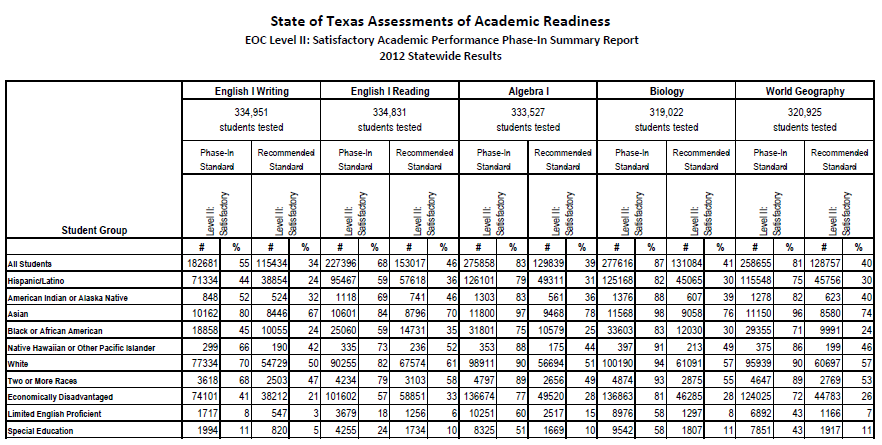 State of Texas Assessments of Academic Readiness
EOC Level II: Satisfactory Academic Performance Phase-In Summary Report
2012 Statewide Results
English I Writing English I Reading Algebra I Biology World Geography
334,951 334,831 333,527 319,022 320,925
students tested students tested students tested students tested students tested
Phase-In Recommended Phase-In Recommended Phase-In Recommended Phase-In Recommended Phase-In Recommended
Standard Standard Standard Standard Standard Standard Standard Standard Standard Standard
Level II: Level II: Level II: Level II: Level II: Level II: Level II: Level II: Level II: Level II:
Satisfactory Satisfactory Satisfactory Satisfactory Satisfactory Satisfactory Satisfactory Satisfactory Satisfactory Satisfactory
Student Group
# % # % # % # % # % # % # % # % # % # %
All Students 182681 55 115434 34 227396 68 153017 46 275858 83 129839 39 277616 87 131084 41 258655 81 128757 40
Hispanic/Latino 71334 44 38854 24 95467 59 57618 36 126101 79 49311 31 125168 82 45065 30 115548 75 45756 30
American Indian or Alaska Native 848 52 524 32 1118 69 741 46 1303 83 561 36 1376 88 607 39 1278 82 623 40
Asian 10162 80 8446 67 10601 84 8796 70 11800 97 9468 78 11568 98 9058 76 11150 96 8580 74
Black or African American 18858 45 10055 24 25060 59 14731 35 31801 75 10579 25 33603 83 12030 30 29355 71 9991 24
Native Hawaiian or Other Pacific Islander 299 66 190 42 335 73 236 52 353 88 175 44 397 91 213 49 375 86 199 46
White 77334 70 54729 50 90255 82 67574 61 98911 90 56694 51 100190 94 61091 57 95939 90 60697 57
Two or More Races 3618 68 2503 47 4234 79 3103 58 4797 89 2656 49 4874 93 2875 55 4647 89 2769 53
Economically Disadvantaged 74101 41 38212 21 101602 57 58851 33 136674 77 49520 28 136863 81 46285 28 124025 72 44783 26
Limited English Proficient 1717 8 547 3 3679 18 1256 6 10251 60 2517 15 8976 58 1297 8 6892 43 1166 7
Special Education 1994 11 820 5 4255 24 1734 10 8325 51 1669 10 9542 58 1807 11 7851 43 1917 11